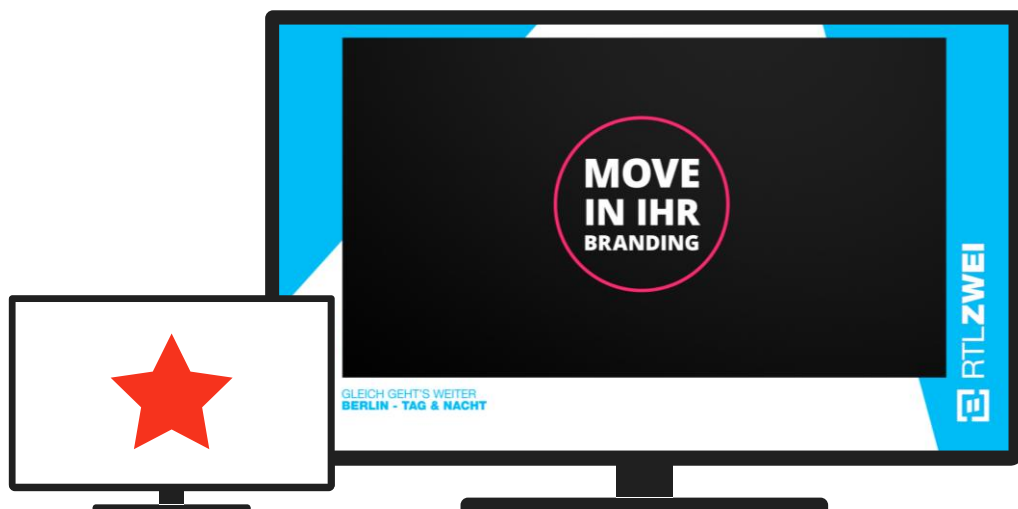 MOVE
IN IHR
BRANDING
GLEICH GEHT'S WEITER
BERLIN - TAG & NACHT
RTLZWEI